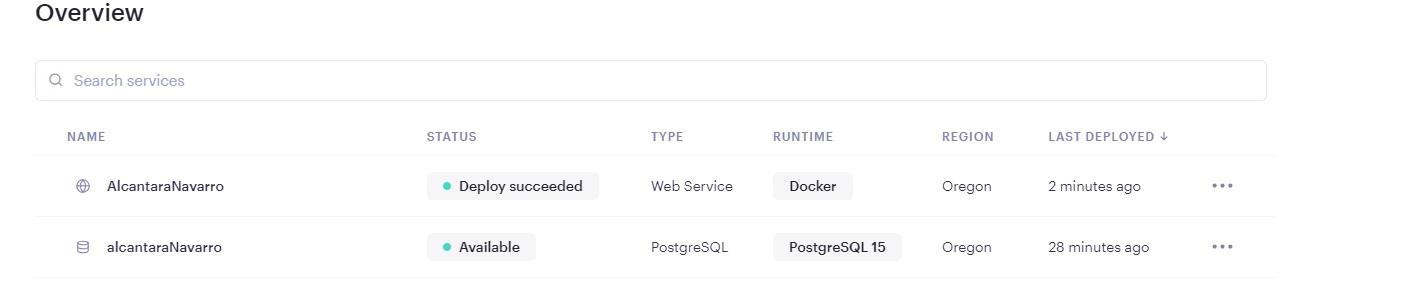 Overview
Search services
NAME STATUS TYPE RUNTIME REGION LAST DEPLOYED ↓
AlcantaraNavarro Deploy succeeded Web Service Docker Oregon 2 minutes ago
alcantaraNavarro Available PostgreSQL PostgreSQL 15 Oregon 28 minutes ago